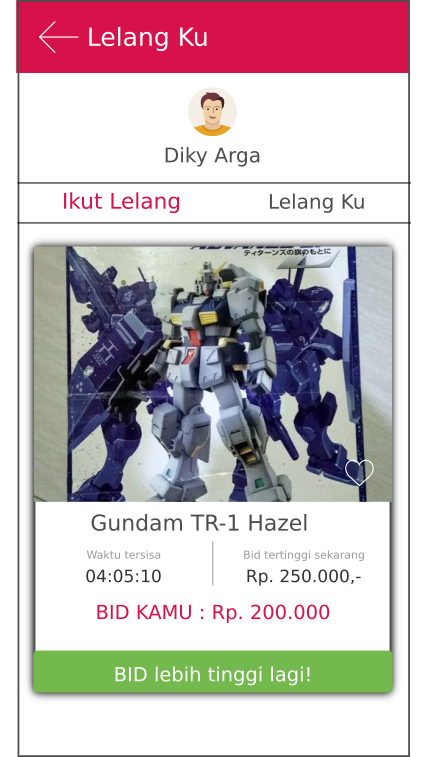 Lelang Ku
Diky Arga
Ikut Lelang
Lelang Ku
ティターンズの旗のもとに
Gundam TR-1 Hazel
Waktu tersisa
Bid tertinggi sekarang
04:05:10
Rp. 250.000,-
BID KAMU : Rp. 200.000
BID lebih tinggi lagi!